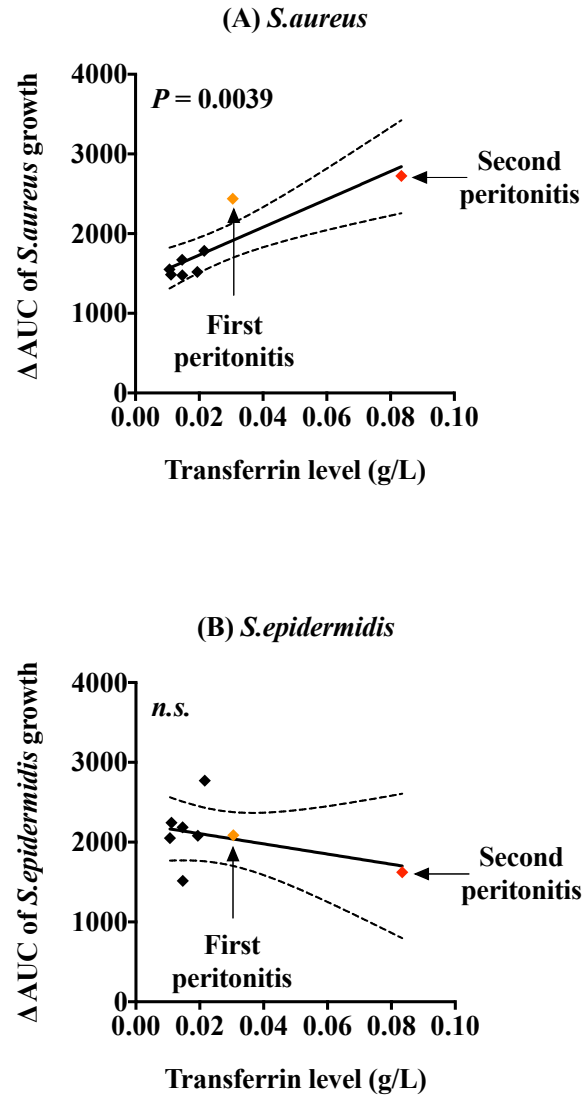 (A) S.aureus
Δ AUC of S.aureus growth
4000
3000
2000
1000
0
P = 0.0039
Second
peritonitis
First
peritonitis
0.00 0.02 0.04 0.06 0.08 0.10
Transferrin level (g/L)
(B) S.epidermidis
Δ AUC of S.epidermidis growth
4000
3000
2000
1000
0
n.s.
Second
peritonitis
First
peritonitis
0.00 0.02 0.04 0.06 0.08 0.10
Transferrin level (g/L)